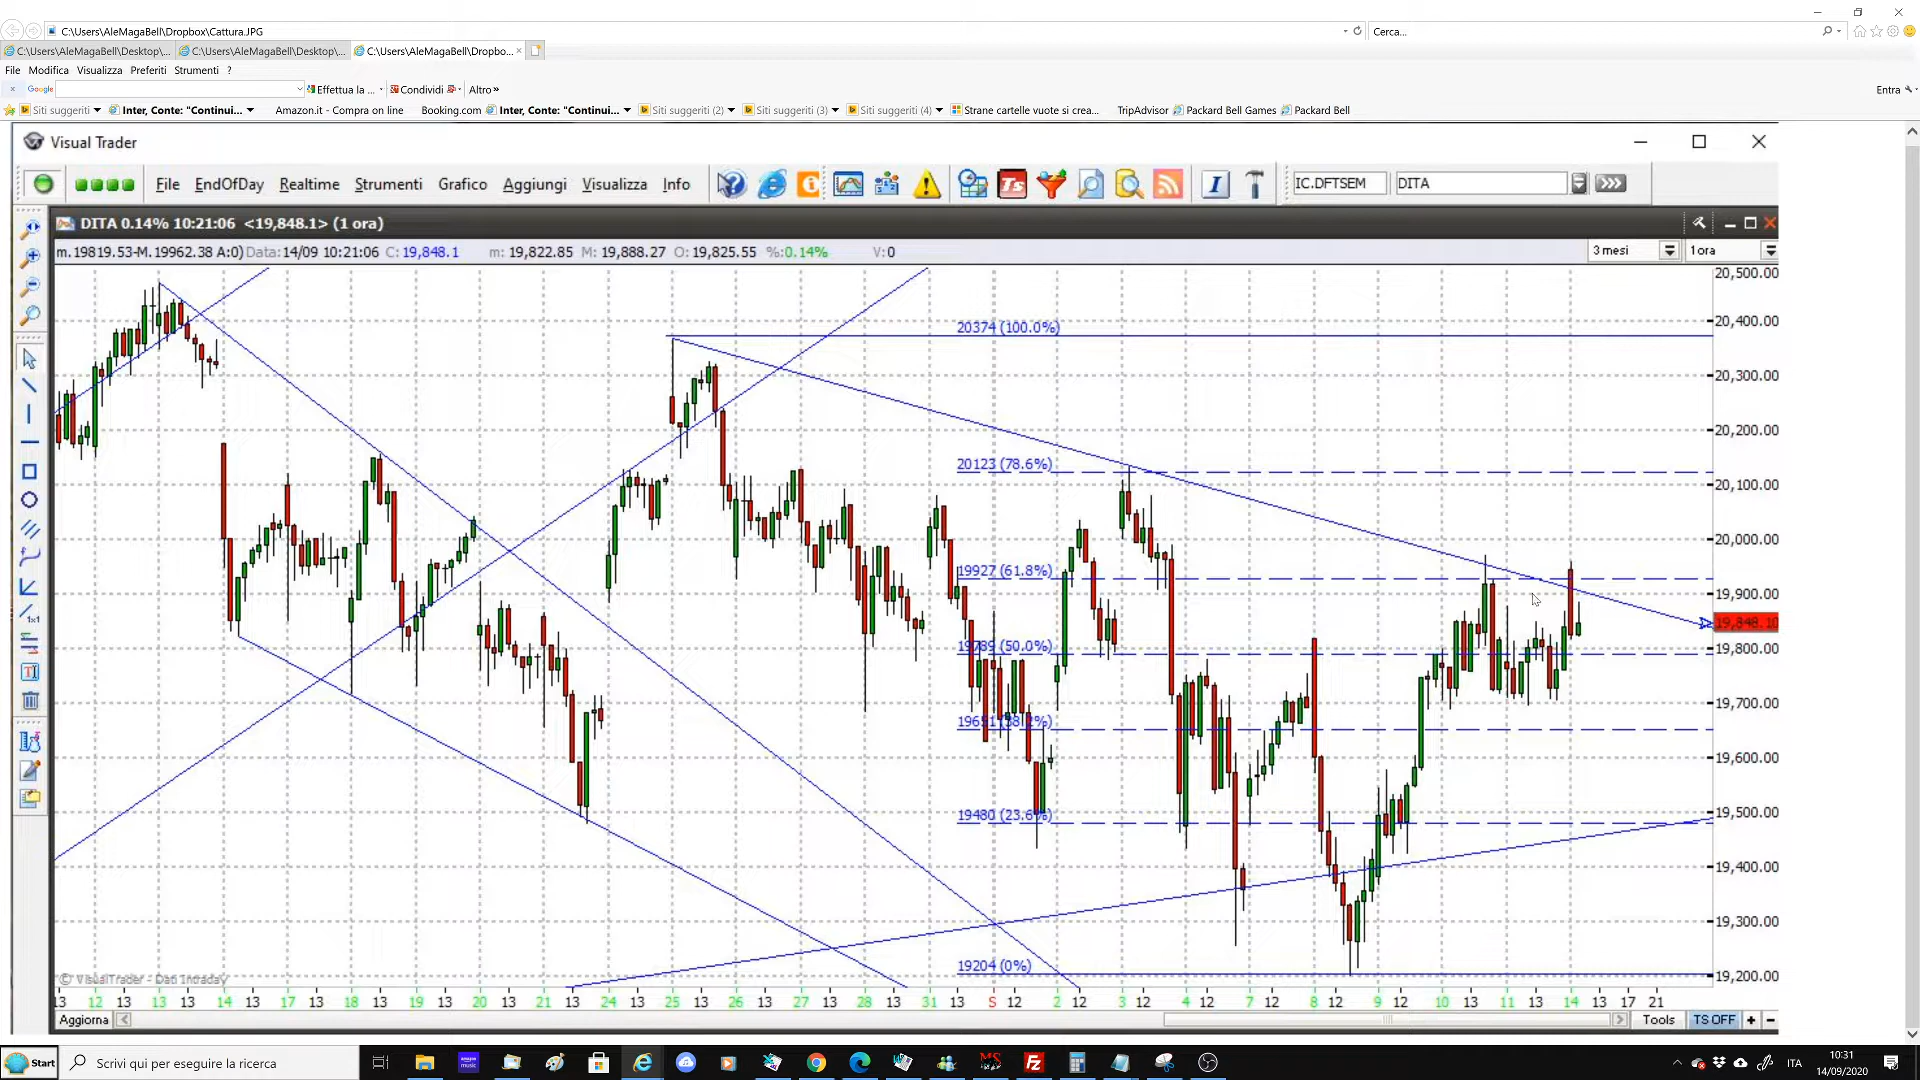 C:\Users\AleMagaBell\Dropbox\Cattura.JPG
Cerca...
C:\Users\AleMagaBell\Desktop\...
C:\Users\AleMagaBell\Desktop\...
C:\Users\AleMagaBell\Dropbo...
File Modifica Visualizza Preferiti Strumenti ?
Google Effettua la ... Condividi Altro » Entra
Siti suggeriti Inter, Conte: "Continui... Amazon.it - Compra on line Booking.com Inter, Conte: "Continui... Siti suggeriti (2) Siti suggeriti (3) Siti suggeriti (4) Strane cartelle vuote si crea... TripAdvisor Packard Bell Games Packard Bell
Visual Trader
File EndOfDay Realtime Strumenti Grafico Aggiungi Visualizza Info Ts IC.DFTSEM DITA
DITA 0.14% 10:21:06 <19,848.1> (1 ora)
m.19819.53-M.19962.38 A:0) Data:14/09 10:21:06 C: 19,848.1 m: 19,822.85 M: 19,888.27 O: 19,825.55 %:0.14% V:0 3 mesi 1ora
20,500.00
20,400.00
20374 (100.0%)
20,300.00
20,200.00
20123 (78.6%)
20,100.00
20,000.00
19927 (61.8%)
19,900.00
19,848.10
19789 (50.0%)
19,800.00
19,700.00
19651 (38.2%)
19,600.00
19480 (23.6%)
19,500.00
19,400.00
19,300.00
19204 (0%)
19,200.00
© VisualTrader - Dati Intraday
13 12 13 13 14 13 17 13 18 13 19 13 20 13 21 13 24 13 25 13 26 13 27 13 28 13 31 13 S 12 2 12 3 12 4 12 7 12 8 12 9 12 10 13 11 13 14 13 17 21
Aggiorna Tools TS OFF + -
Start Scrivi qui per eseguire la ricerca ITA 10:31
14/09/2020